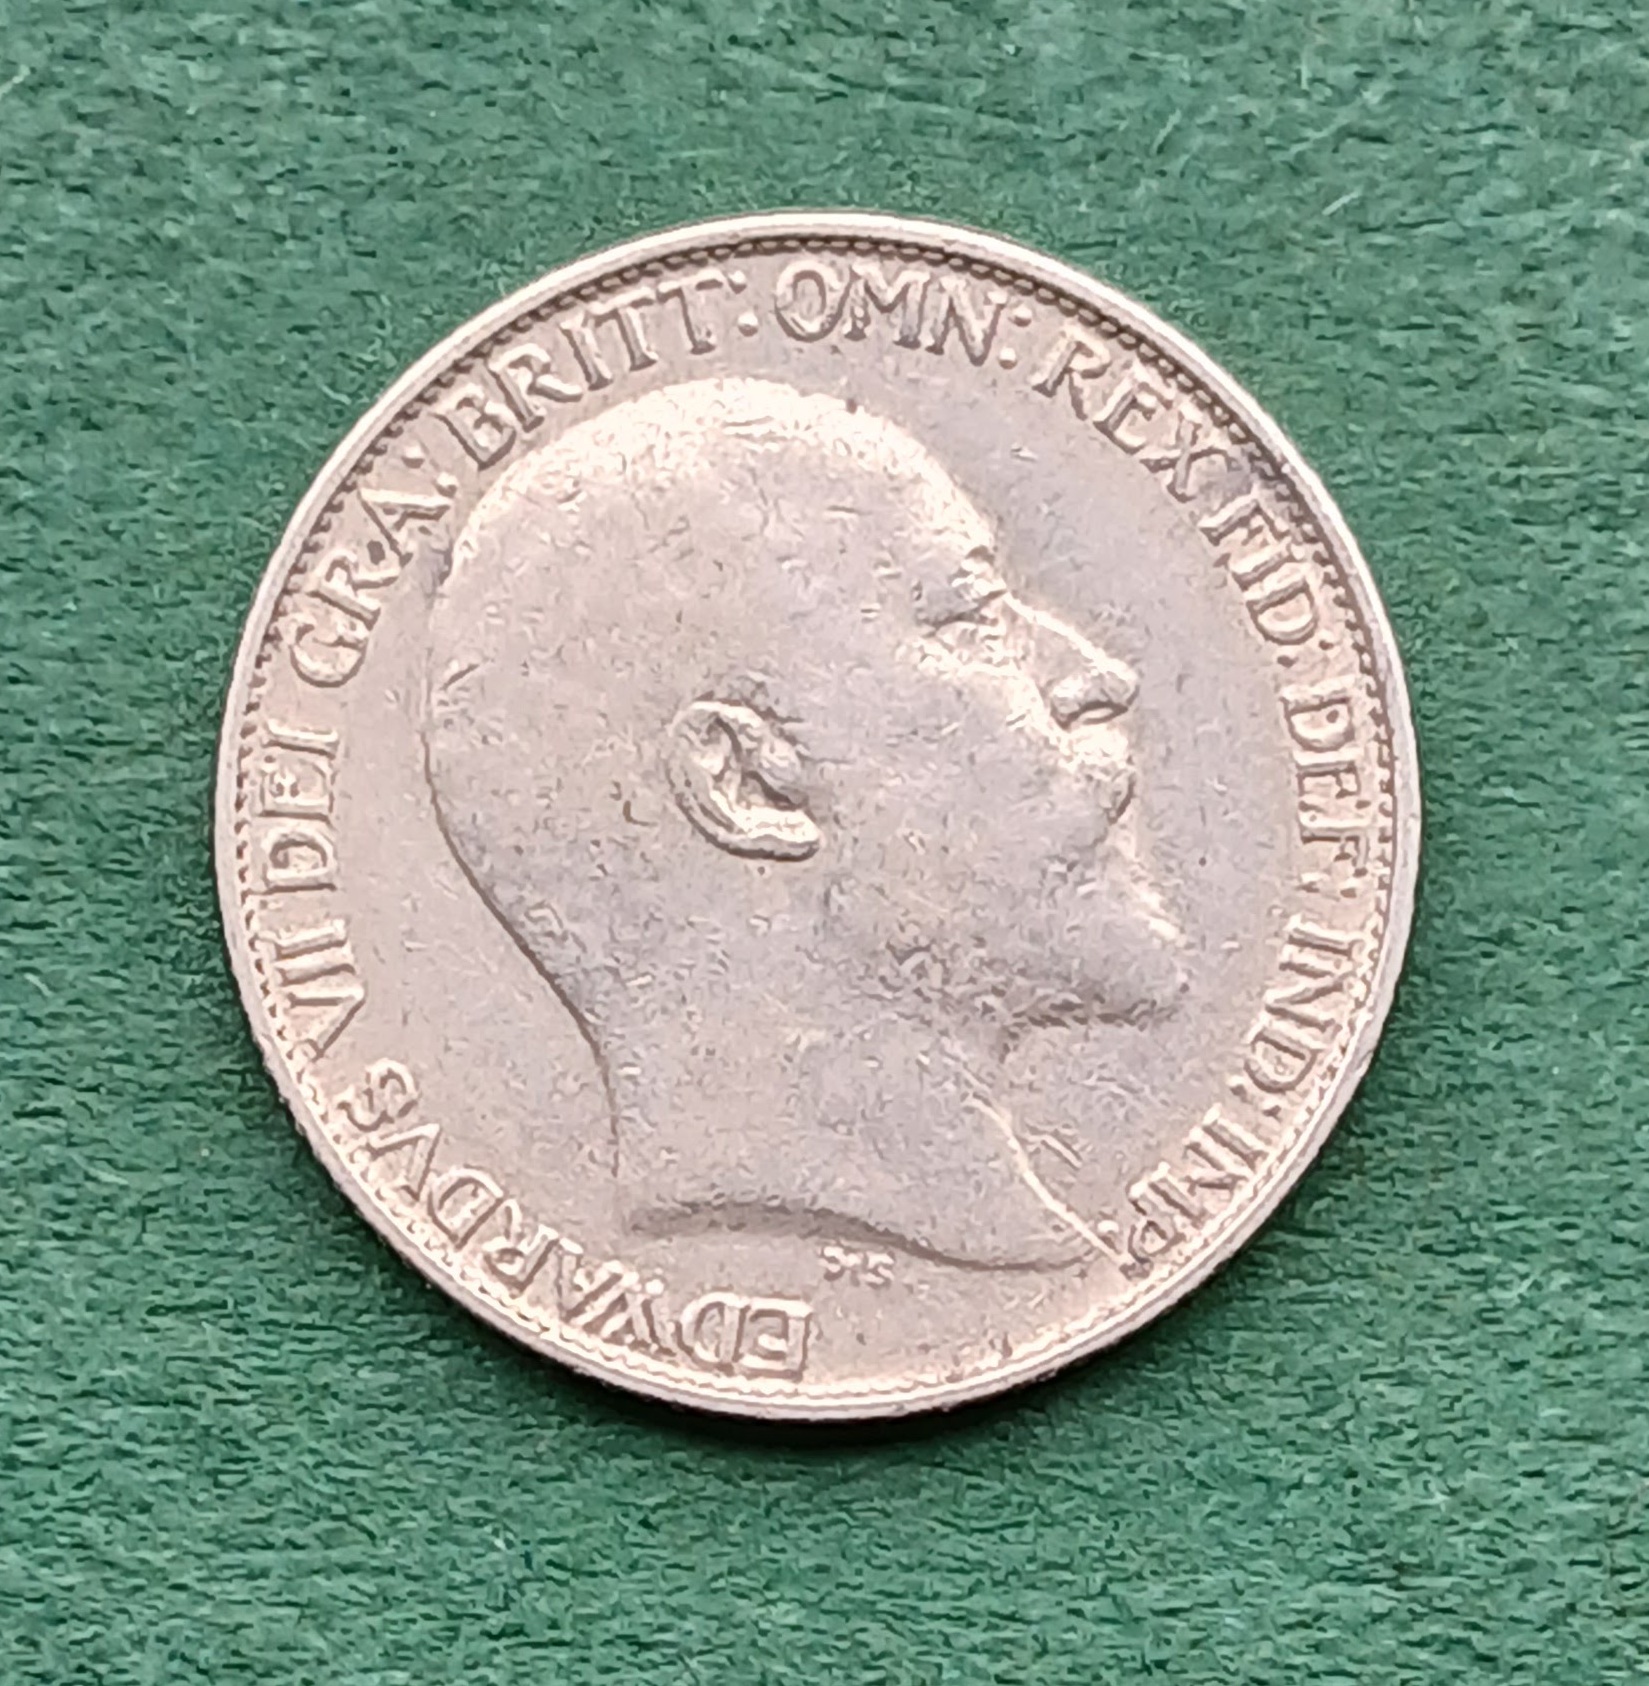 EDWARDVS VII DEI GRA: BRITT: OMN: REX FID: DEF: IND: IMP:
DES